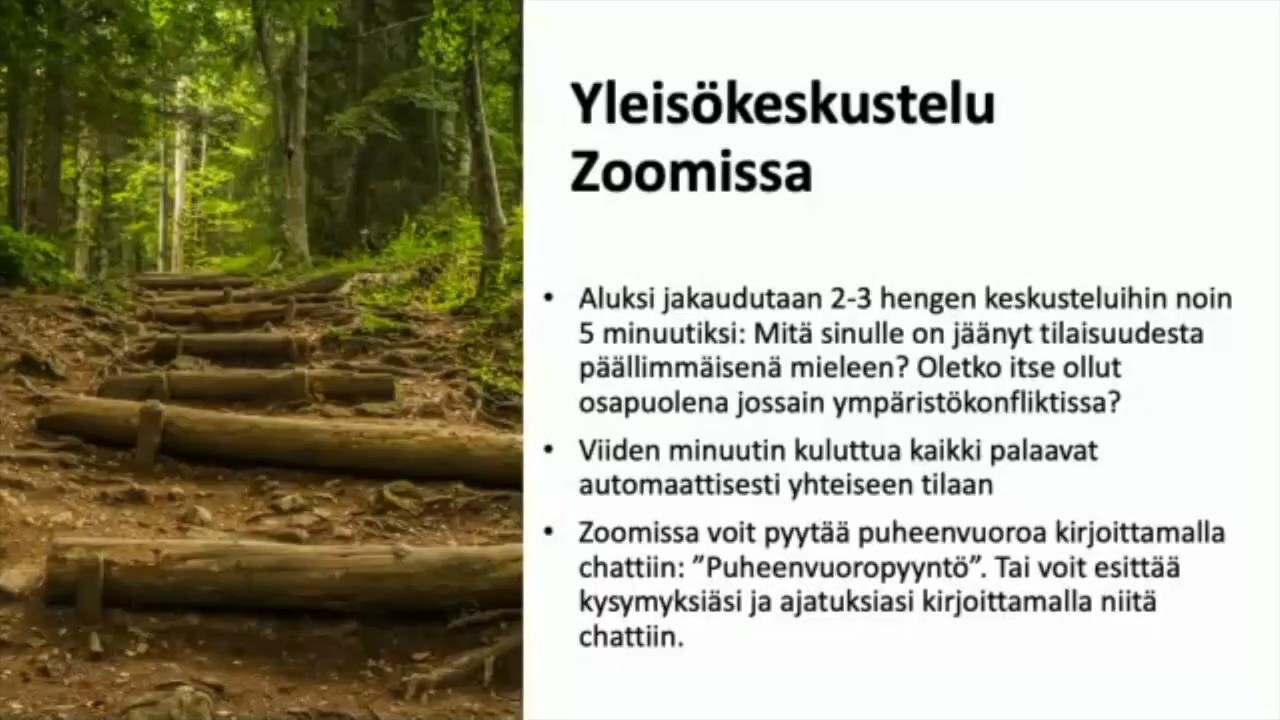 Yleisökeskustelu
Zoomissa
• Aluksi jakaudutaan 2-3 hengen keskusteluihin noin
5 minuutiksi: Mitä sinulle on jäänyt tilaisuudesta
päällimmäisenä mieleen? Oletko itse ollut
osapuolena jossain ympäristökonfliktissa?
• Viiden minuutin kuluttua kaikki palaavat
automaattisesti yhteiseen tilaan
• Zoomissa voit pyytää puheenvuoroa kirjoittamalla
chattiin: ”Puheenvuoropyyntö”. Tai voit esittää
kysymyksiäsi ja ajatuksiasi kirjoittamalla niitä
chattiin.